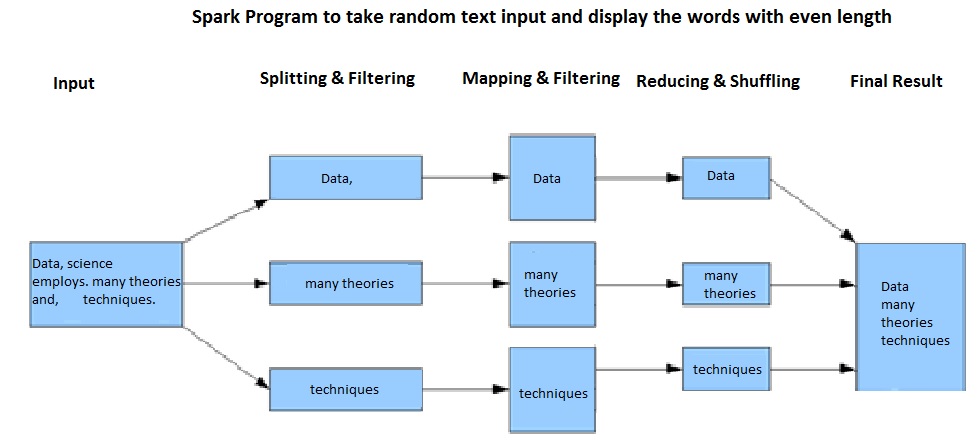 Spark Program to take random text input and display the words with even length
Input
Splitting & Filtering
Mapping & Filtering
Reducing & Shuffling
Final Result
Data, science
employs. many theories
and, techniques.
Data,
many theories
techniques
Data
many
theories
techniques
Data
many
theories
techniques
Data
many
theories
techniques